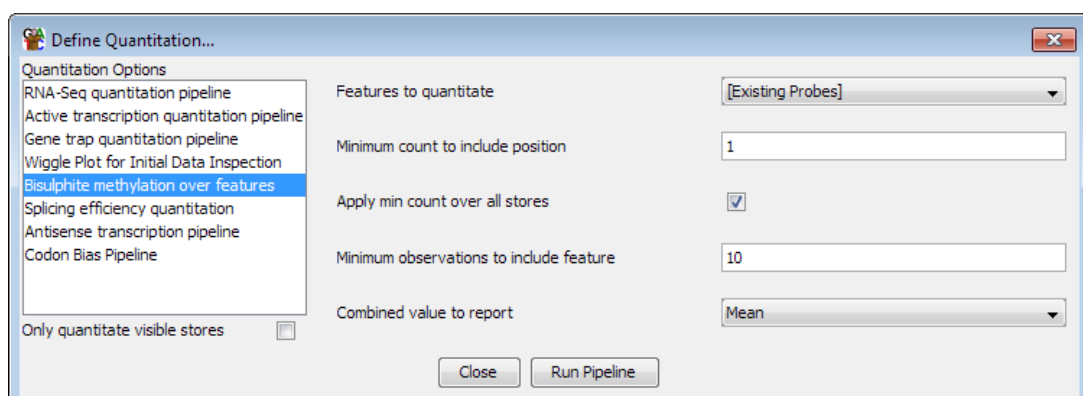 Define Quantitation...
Quantitation Options
RNA-Seq quantitation pipeline
Active transcription quantitation pipeline
Gene trap quantitation pipeline
Wiggle Plot for Initial Data Inspection
Bisulphite methylation over features
Splicing efficiency quantitation
Antisense transcription pipeline
Codon Bias Pipeline
Only quantitate visible stores
Features to quantitate [Existing Probes]
Minimum count to include position 1
Apply min count over all stores
Minimum observations to include feature 10
Combined value to report Mean
Close Run Pipeline